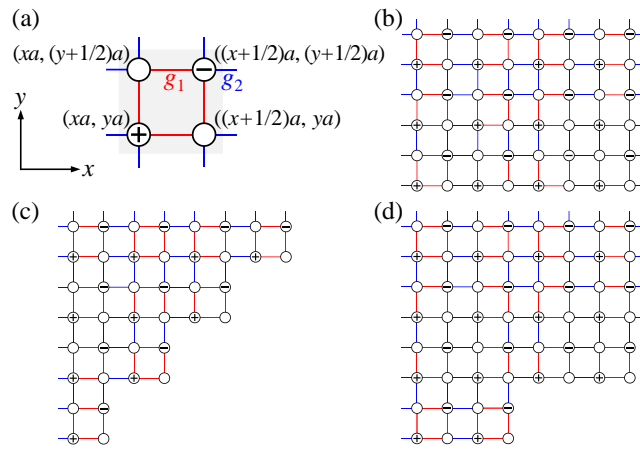 (a)
(b)
(xa, (y+1/2)a)
((x+1/2)a, (y+1/2)a)
g1
g2
(xa, ya)
((x+1/2)a, ya)
y
x
(c)
(d)